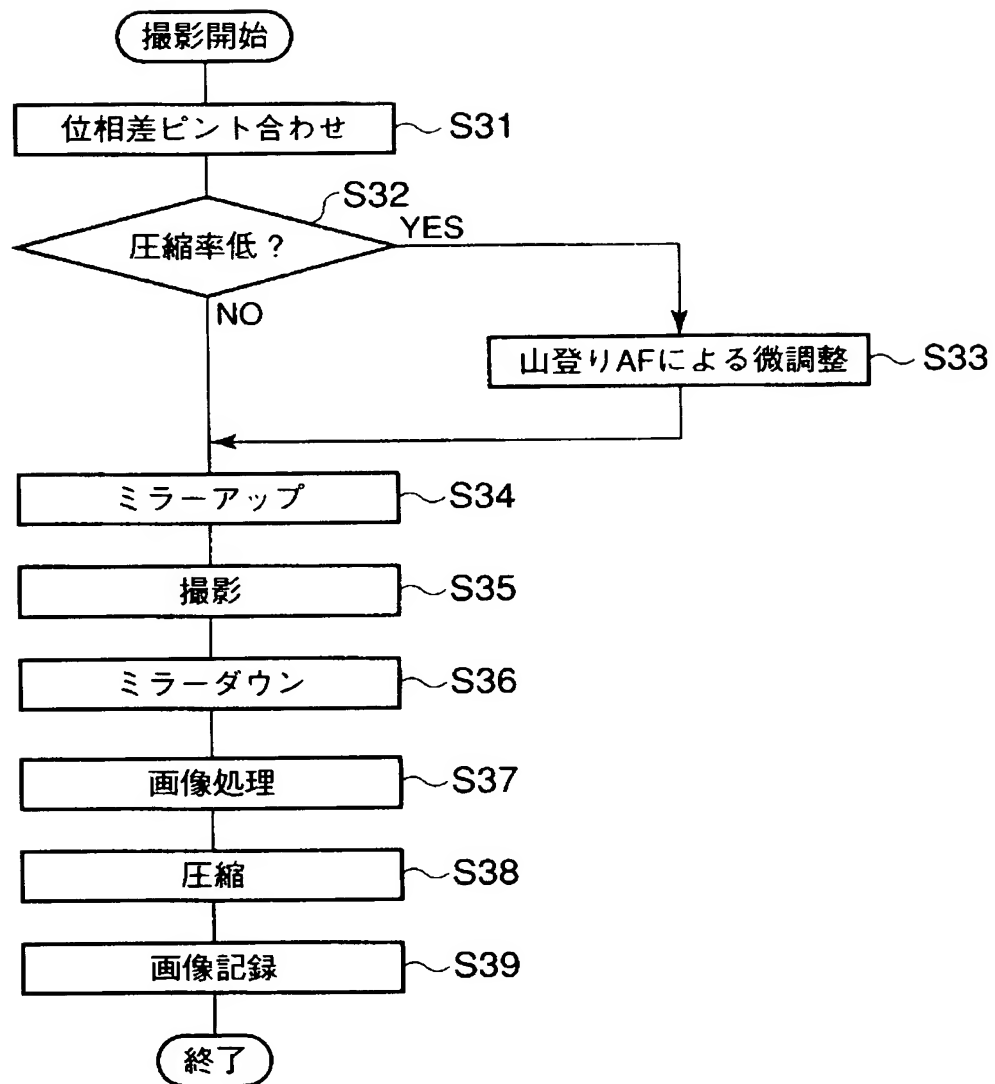 撮影開始
位相差ピント合わせ
S31
S32
圧縮率低？
YES
NO
山登りAFによる微調整
S33
ミラーアップ
S34
撮影
S35
ミラーダウン
S36
画像処理
S37
圧縮
S38
画像記録
S39
終了